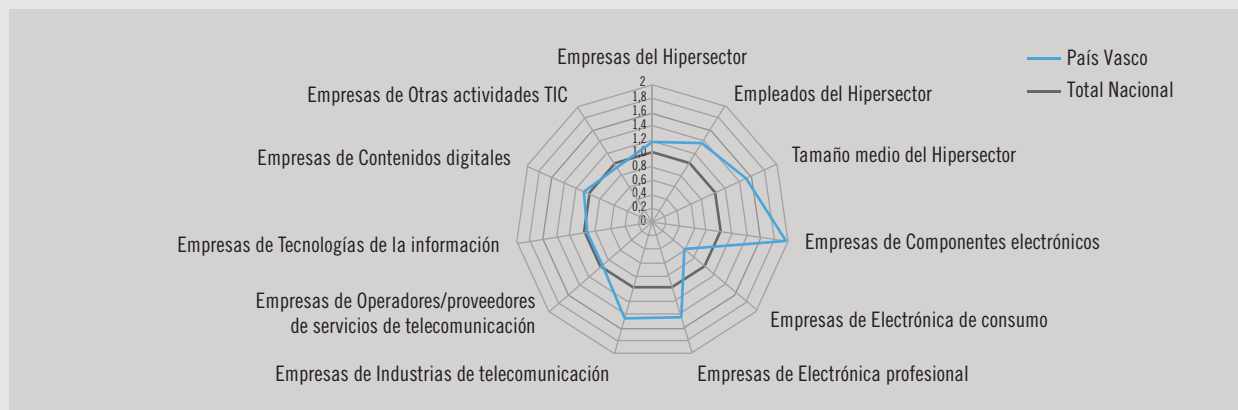 Empresas del Hipersector
Empleados del Hipersector
Tamaño medio del Hipersector
Empresas de Componentes electrónicos
Empresas de Electrónica de consumo
Empresas de Electrónica profesional
Empresas de Industrias de telecomunicación
Empresas de Operadores/proveedores
de servicios de telecomunicación
Empresas de Tecnologías de la información
Empresas de Contenidos digitales
Empresas de Otras actividades TIC
2
1,8
1,6
1,4
1,2
1,0
0,8
0,6
0,4
0,2
0
País Vasco
Total Nacional